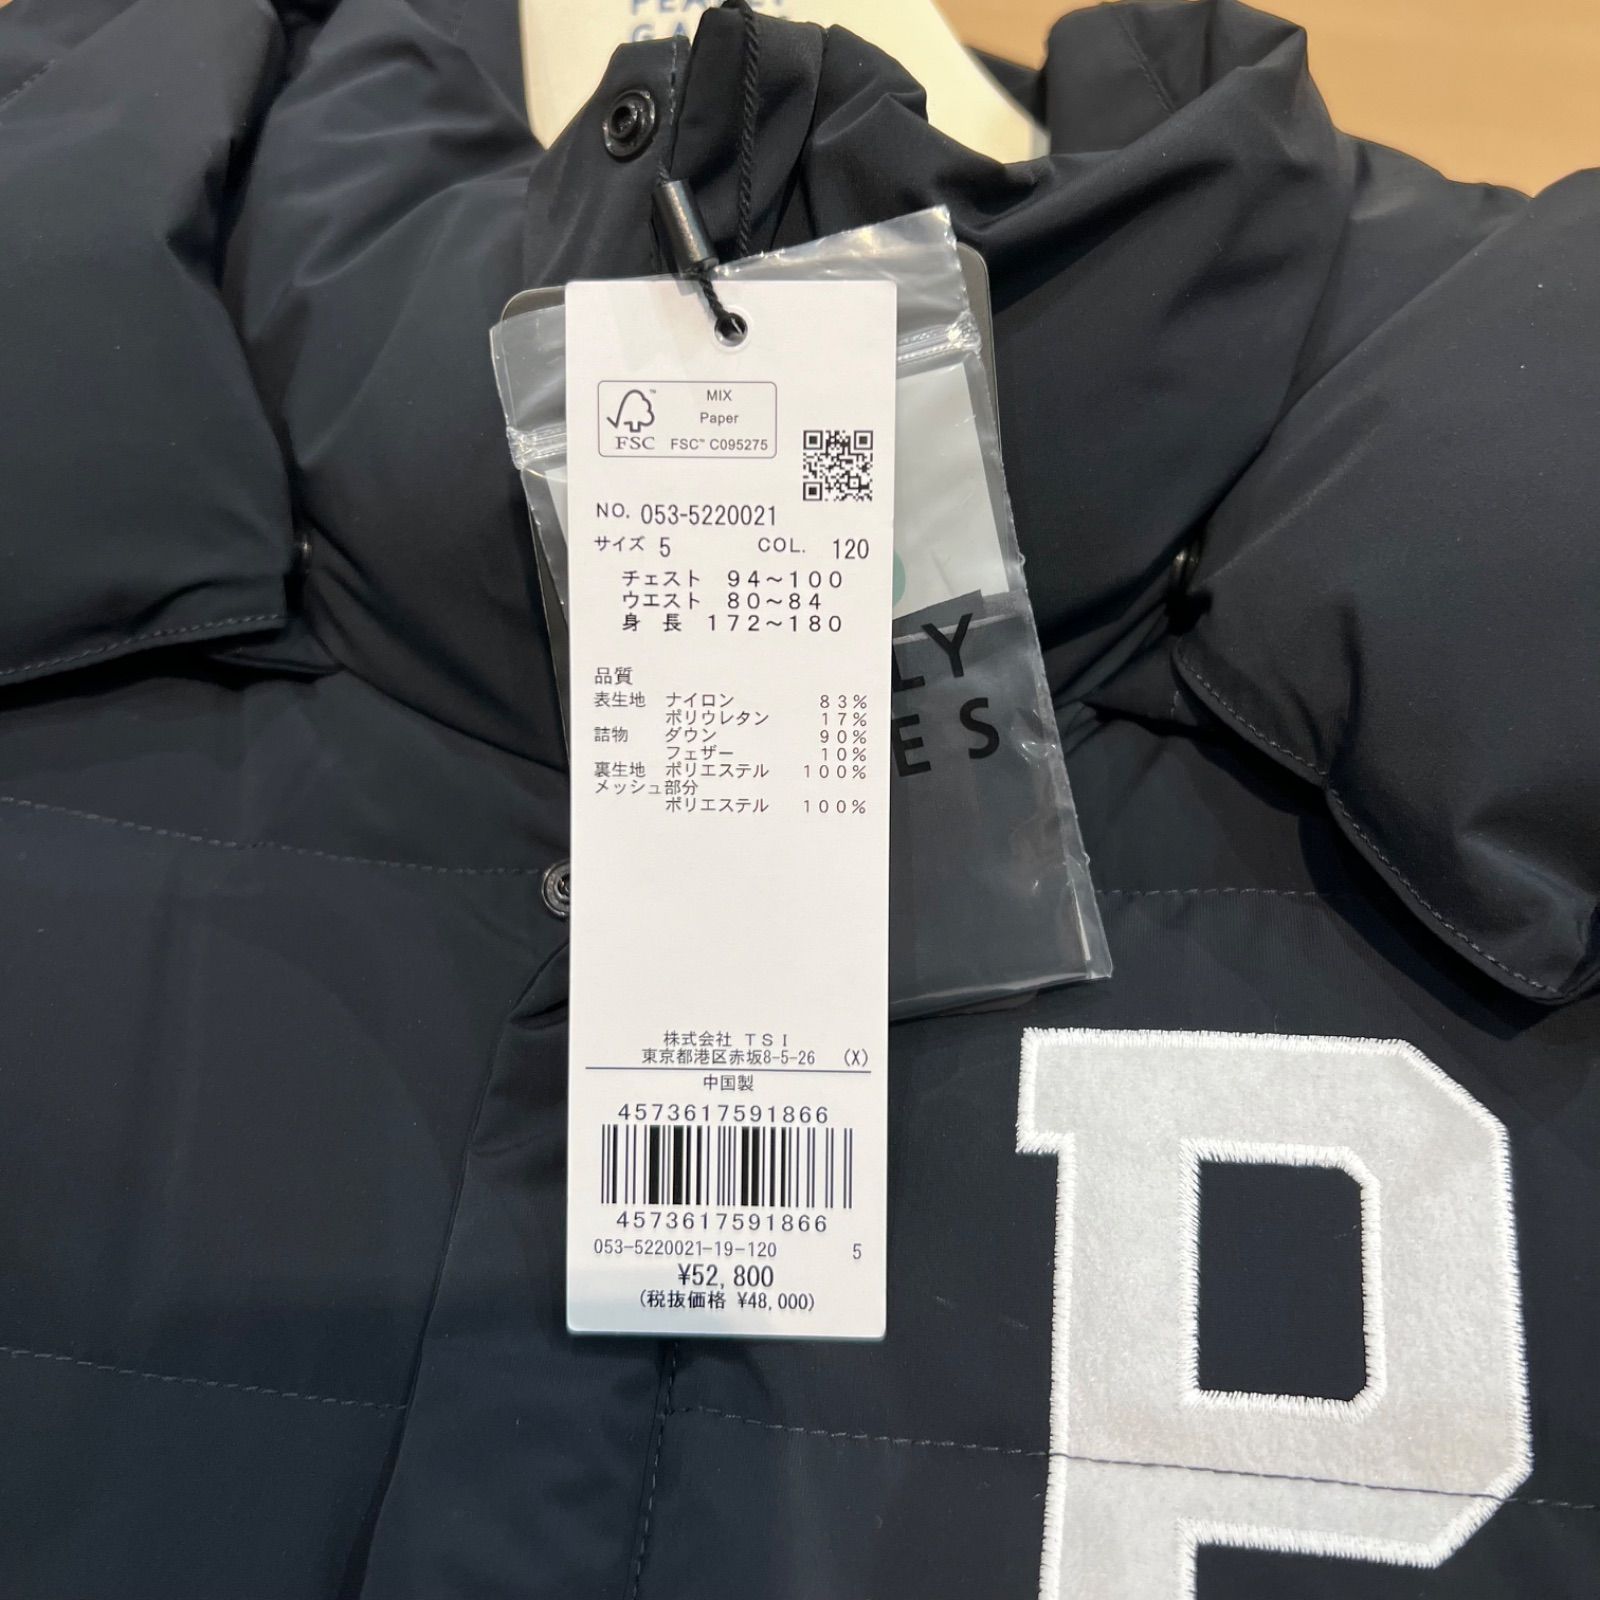 PEARLY
GA
MIX
Paper
FSC
FSC™ C095275
NO. 053-5220021
サイズ 5 COL. 120
チェスト 94～100
ウエスト 80～84
身 長 172～180
LY
ES
品質
表生地 ナイロン 83%
ポリウレタン 17%
詰物 ダウン 90%
フェザー 10%
裏生地 ポリエステル 100%
メッシュ部分
ポリエステル 100%
株式会社 TSI
東京都港区赤坂8-5-26 (X)
中国製
4573617591866
4573617591866
053-5220021-19-120 5
¥52,800
(税抜価格 ¥48,000)
P